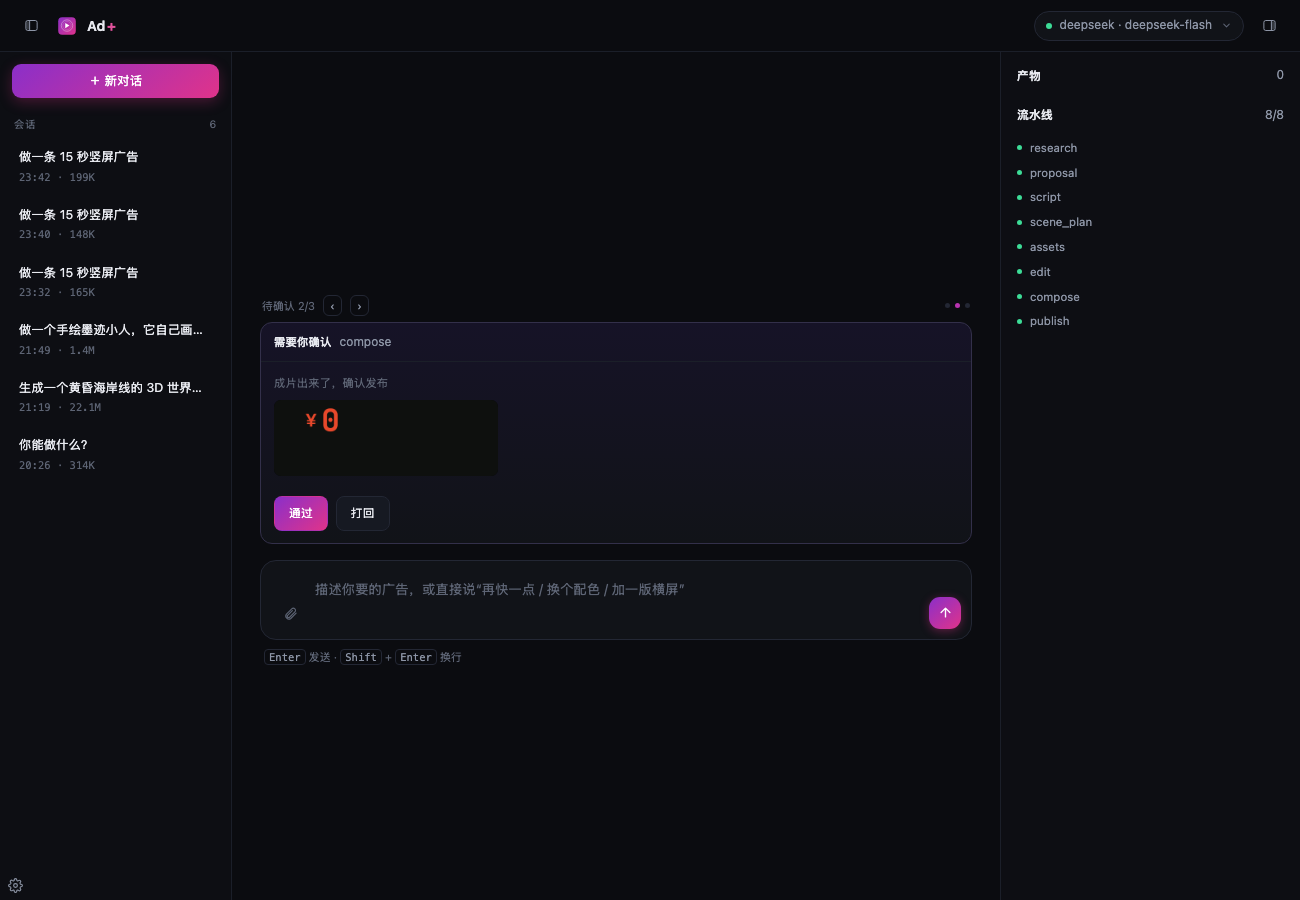 Ad+
deepseek · deepseek-flash
+ 新对话
会话 6
做一条 15 秒竖屏广告
23:42 · 199K
做一条 15 秒竖屏广告
23:40 · 148K
做一条 15 秒竖屏广告
23:32 · 165K
做一个手绘墨迹小人，它自己画...
21:49 · 1.4M
生成一个黄昏海岸线的 3D 世界...
21:19 · 22.1M
你能做什么？
20:26 · 314K
待确认 2/3 ‹ ›
需要你确认 compose
成片出来了，确认发布
¥0
通过 打回
描述你要的广告，或直接说“再快一点 / 换个配色 / 加一版横屏”
Enter 发送 · Shift + Enter 换行
产物 0
流水线 8/8
research
proposal
script
scene_plan
assets
edit
compose
publish